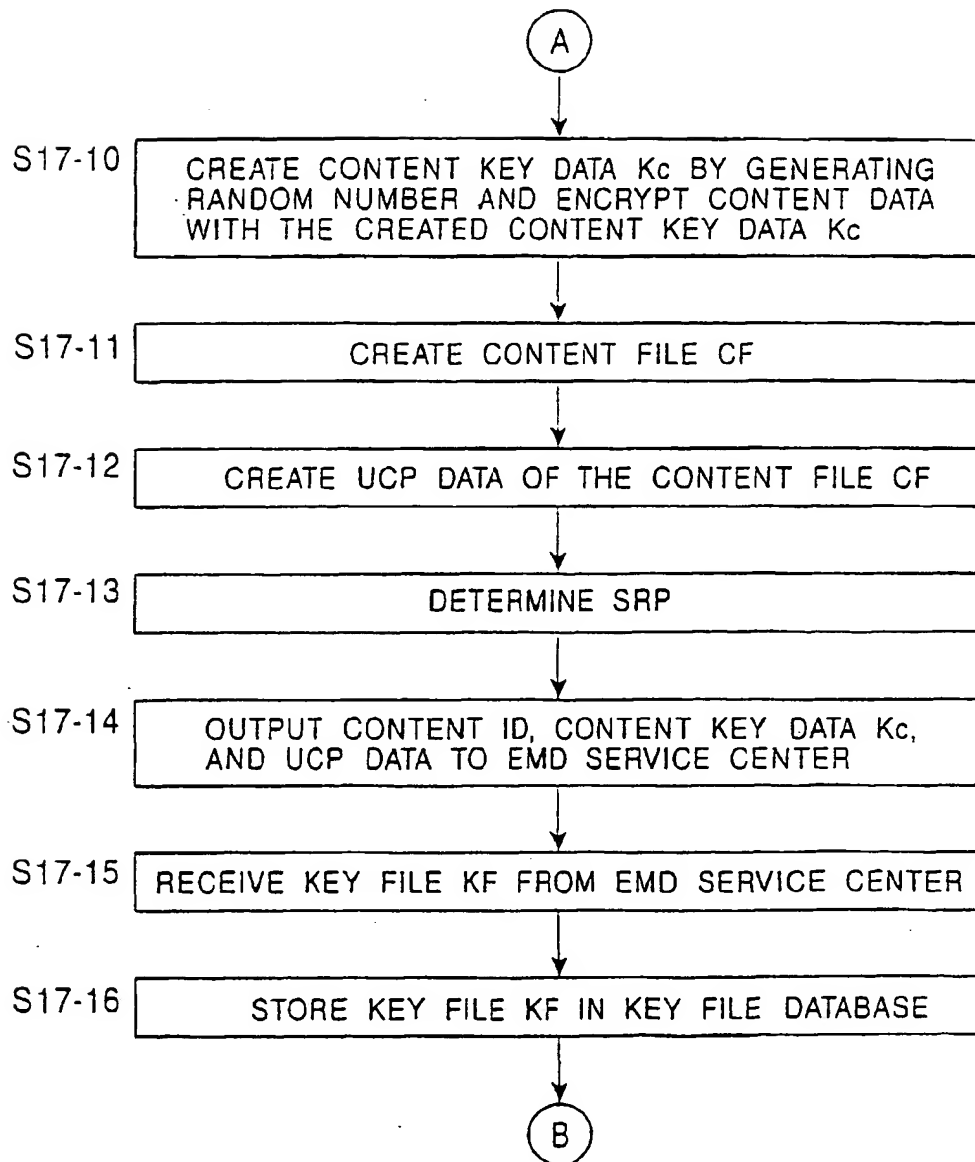 A
S17-10
CREATE CONTENT KEY DATA Kc BY GENERATING
RANDOM NUMBER AND ENCRYPT CONTENT DATA
WITH THE CREATED CONTENT KEY DATA Kc
S17-11
CREATE CONTENT FILE CF
S17-12
CREATE UCP DATA OF THE CONTENT FILE CF
S17-13
DETERMINE SRP
S17-14
OUTPUT CONTENT ID, CONTENT KEY DATA Kc,
AND UCP DATA TO EMD SERVICE CENTER
S17-15
RECEIVE KEY FILE KF FROM EMD SERVICE CENTER
S17-16
STORE KEY FILE KF IN KEY FILE DATABASE
B